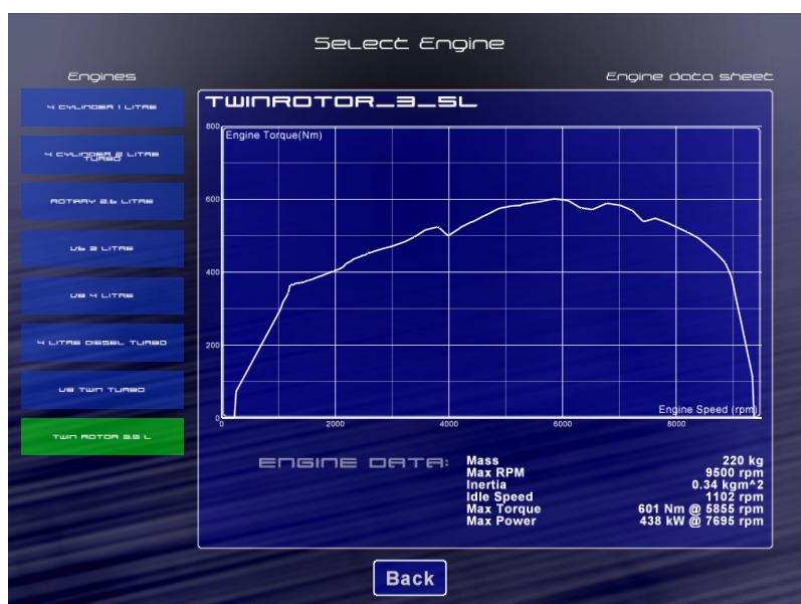 Select Engine
Engines
Engine data sheet
4 CYLINDER 1 LITRE
4 CYLINDER 2 LITRE
TURBO
ROTARY 2.6 LITRE
V6 2 LITRE
V8 4 LITRE
4 LITRE DIESEL TURBO
V8 TWIN TURBO
TWIN ROTOR 3.5 L
TWINROTOR_3_5L
Engine Torque(Nm)
800
600
400
200
0
0 2000 4000 6000 8000
Engine Speed (rpm)
ENGINE DATA:
Mass 220 kg
Max RPM 9500 rpm
Inertia 0.34 kgm^2
Idle Speed 1102 rpm
Max Torque 601 Nm @ 5855 rpm
Max Power 438 kW @ 7695 rpm
Back